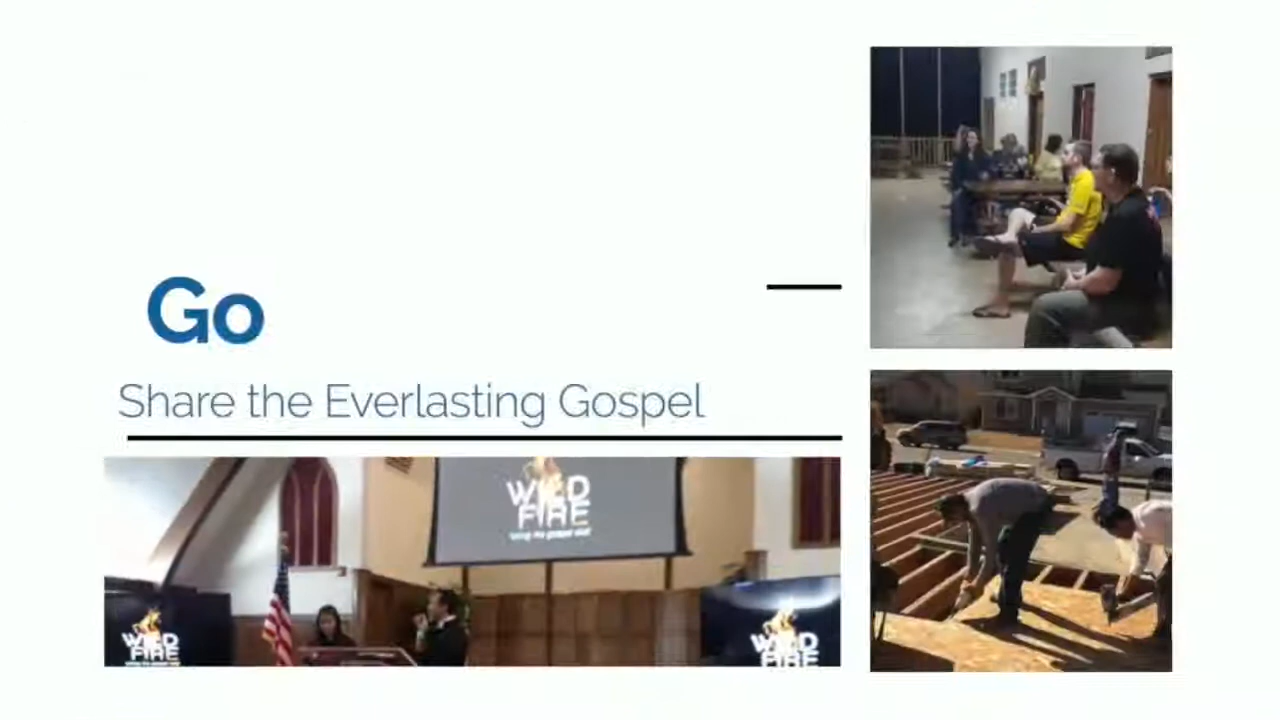 Go
Share the Everlasting Gospel
WILD
FIRE
WILD
FIRE
WILD
FIRE